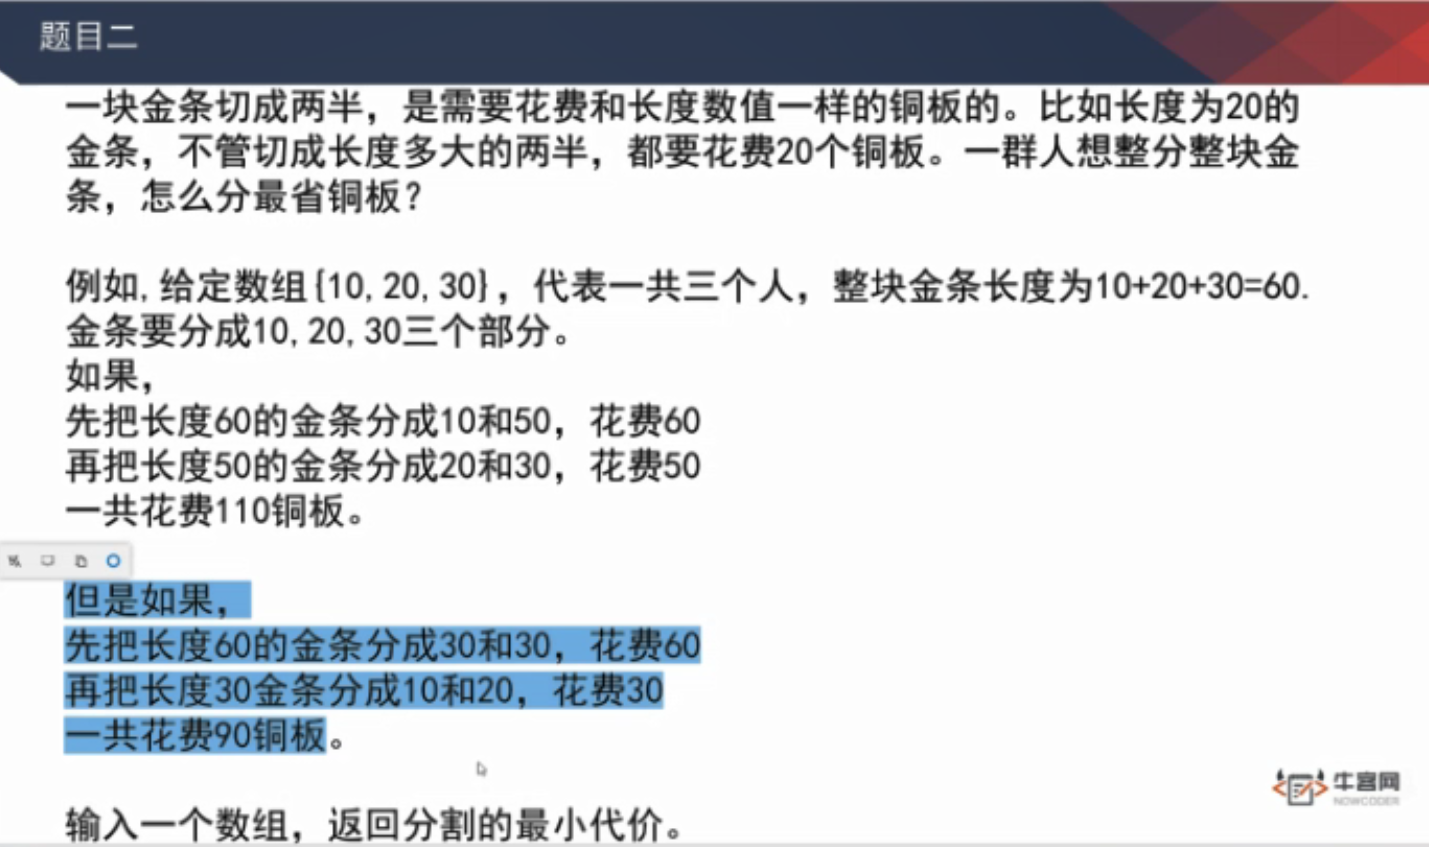 题目二
一块金条切成两半，是需要花费和长度数值一样的铜板的。比如长度为20的
金条，不管切成长度多大的两半，都要花费20个铜板。一群人想整分整块金
条，怎么分最省铜板？
例如,给定数组{10,20,30}，代表一共三个人，整块金条长度为10+20+30=60.
金条要分成10,20,30三个部分。
如果，
先把长度60的金条分成10和50，花费60
再把长度50的金条分成20和30，花费50
一共花费110铜板。
但是如果，
先把长度60的金条分成30和30，花费60
再把长度30金条分成10和20，花费30
一共花费90铜板。
牛客网
NOWCODER
输入一个数组，返回分割的最小代价。